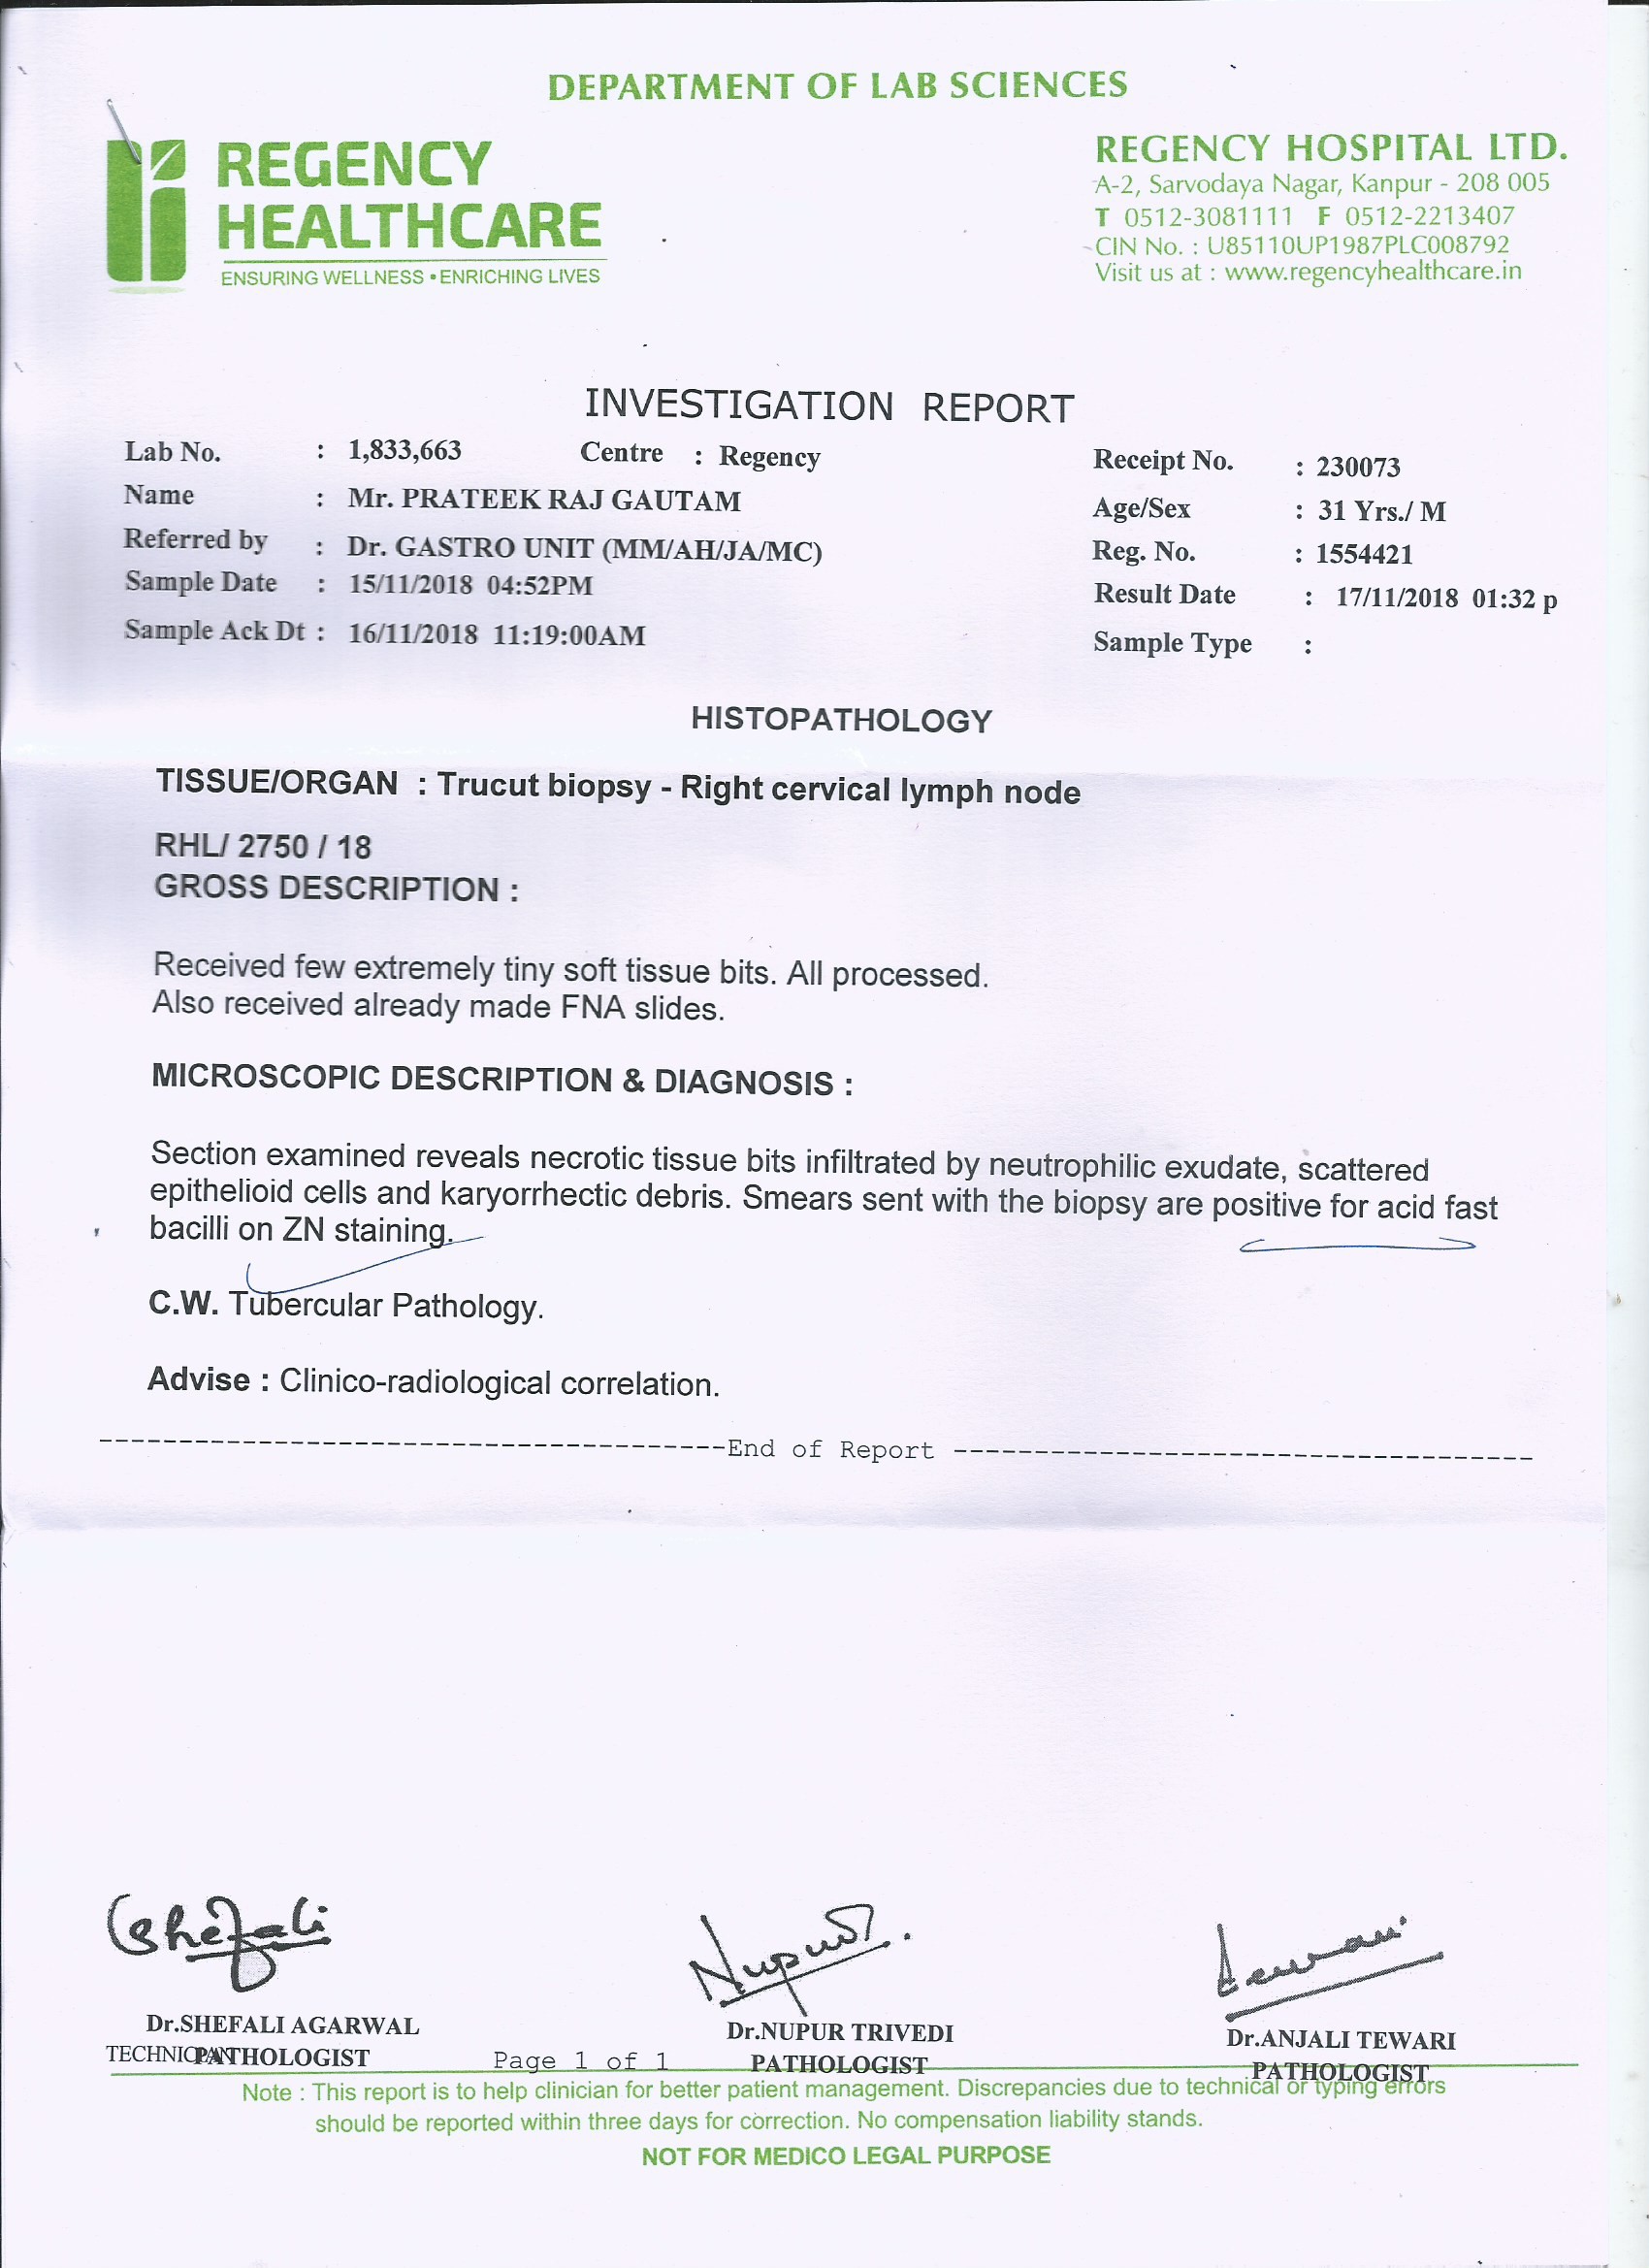 DEPARTMENT OF LAB SCIENCES
REGENCY
HEALTHCARE
ENSURING WELLNESS • ENRICHING LIVES
REGENCY HOSPITAL LTD.
A-2, Sarvodaya Nagar, Kanpur - 208 005
T 0512-3081111 F 0512-2213407
CIN No. : U85110UP1987PLC008792
Visit us at : www.regencyhealthcare.in
INVESTIGATION REPORT
Lab No. : 1,833,663 Centre : Regency Receipt No. : 230073
Name : Mr. PRATEEK RAJ GAUTAM Age/Sex : 31 Yrs./ M
Referred by : Dr. GASTRO UNIT (MM/AH/JA/MC) Reg. No. : 1554421
Sample Date : 15/11/2018 04:52PM Result Date : 17/11/2018 01:32 p
Sample Ack Dt : 16/11/2018 11:19:00AM Sample Type :
HISTOPATHOLOGY
TISSUE/ORGAN : Trucut biopsy - Right cervical lymph node
RHL/ 2750 / 18
GROSS DESCRIPTION :
Received few extremely tiny soft tissue bits. All processed.
Also received already made FNA slides.
MICROSCOPIC DESCRIPTION & DIAGNOSIS :
Section examined reveals necrotic tissue bits infiltrated by neutrophilic exudate, scattered
epithelioid cells and karyorrhectic debris. Smears sent with the biopsy are positive for acid fast
bacilli on ZN staining.
C.W. Tubercular Pathology.
Advise : Clinico-radiological correlation.
--------------------------------------End of Report ------------------------------------
Shefali Nupur. Tewari
Dr.SHEFALI AGARWAL Dr.NUPUR TRIVEDI Dr.ANJALI TEWARI
TECHNICIAN PATHOLOGIST Page 1 of 1 PATHOLOGIST PATHOLOGIST
Note : This report is to help clinician for better patient management. Discrepancies due to technical or typing errors
should be reported within three days for correction. No compensation liability stands.
NOT FOR MEDICO LEGAL PURPOSE